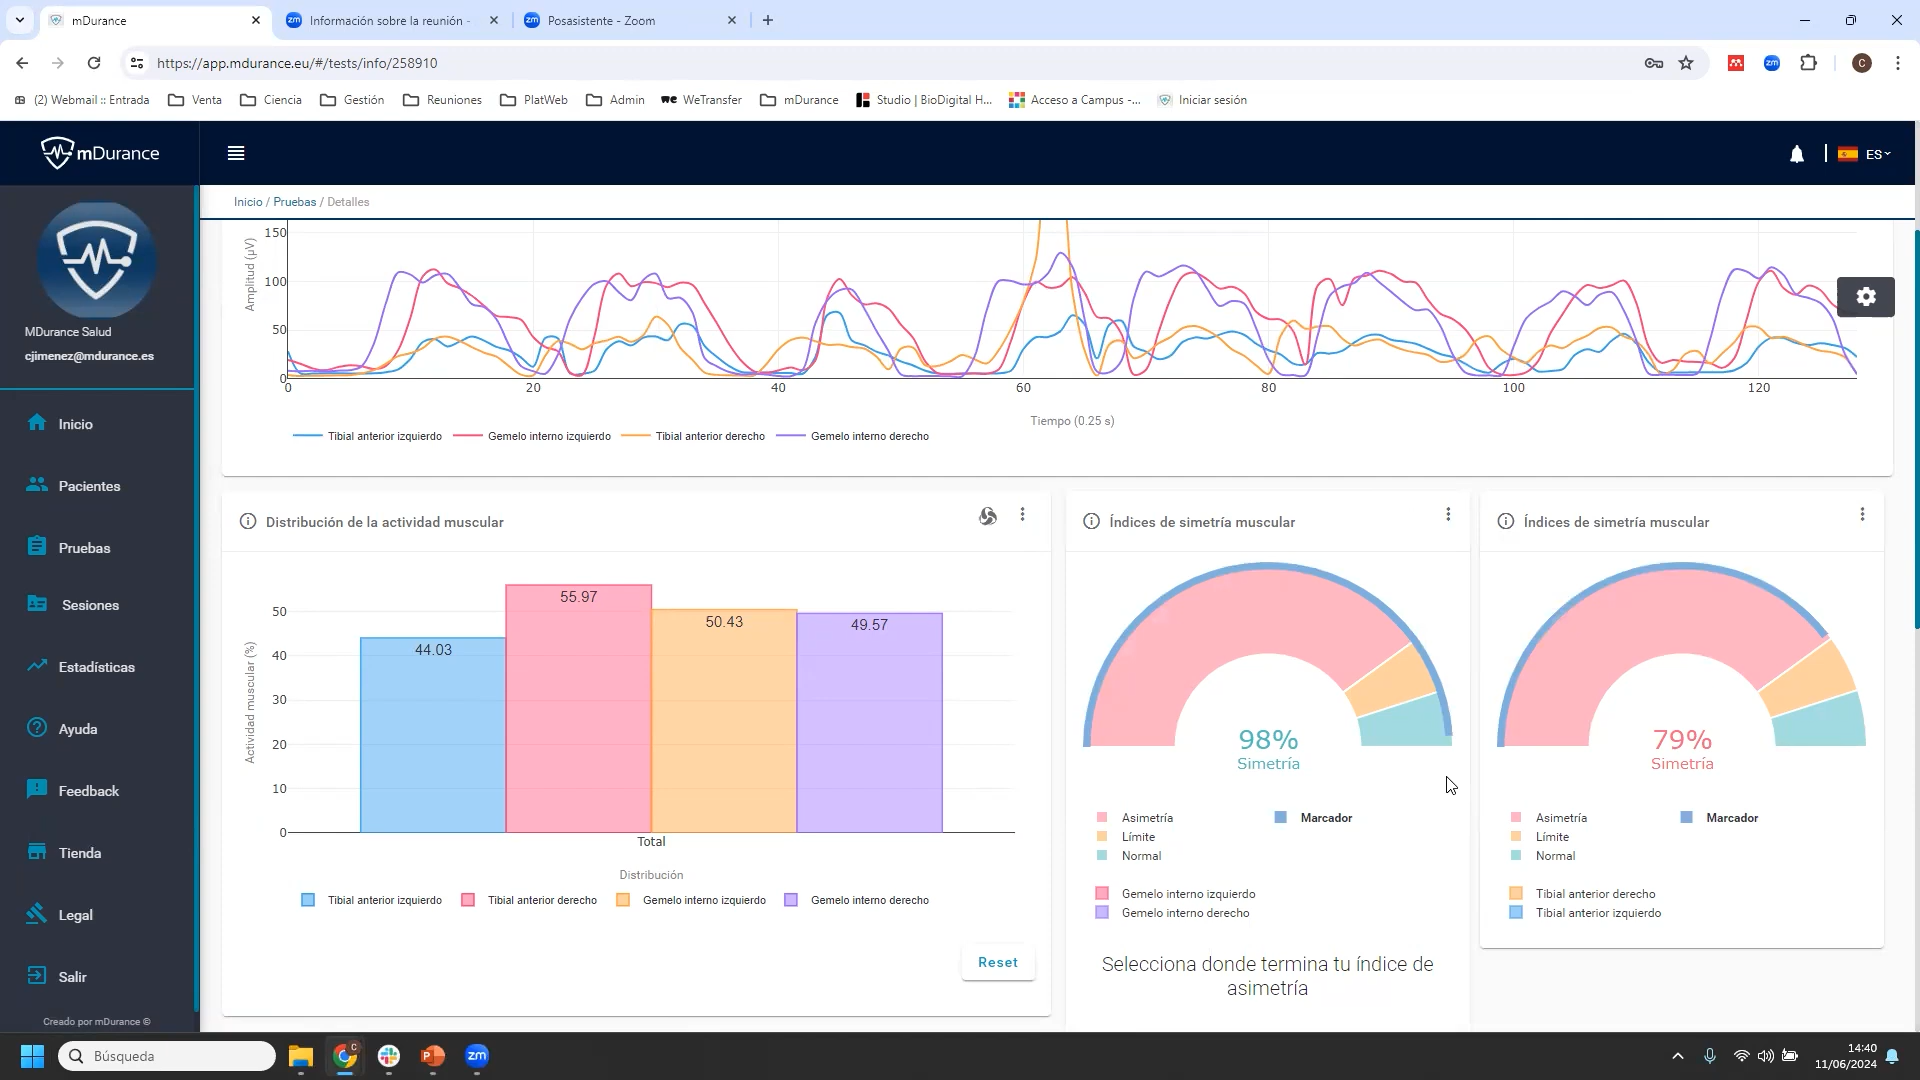 mDurance
Información sobre la reunión -
Posasistente - Zoom
https://app.mdurance.eu/#/tests/info/258910
C
(2) Webmail :: Entrada
Venta
Ciencia
Gestión
Reuniones
PlatWeb
Admin
WeTransfer
mDurance
Studio | BioDigital H...
Acceso a Campus -...
Iniciar sesión
mDurance
ES
MDurance Salud
cjimenez@mdurance.es
Inicio
Pacientes
Pruebas
Sesiones
Estadísticas
Ayuda
Feedback
Tienda
Legal
Salir
Creado por mDurance ©
Inicio / Pruebas / Detalles
Amplitud (µV)
150
100
50
0
0 20 40 60 80 100 120
Tiempo (0.25 s)
Tibial anterior izquierdo Gemelo interno izquierdo Tibial anterior derecho Gemelo interno derecho
Distribución de la actividad muscular
Actividad muscular (%)
50
40
30
20
10
0
44.03
55.97
50.43
49.57
Total
Distribución
Tibial anterior izquierdo Tibial anterior derecho Gemelo interno izquierdo Gemelo interno derecho
Reset
Índices de simetría muscular
98%
Simetría
Asimetría
Límite
Normal
Marcador
Gemelo interno izquierdo
Gemelo interno derecho
Selecciona donde termina tu índice de
asimetría
Índices de simetría muscular
79%
Simetría
Asimetría
Límite
Normal
Marcador
Tibial anterior derecho
Tibial anterior izquierdo
Búsqueda
14:40
11/06/2024